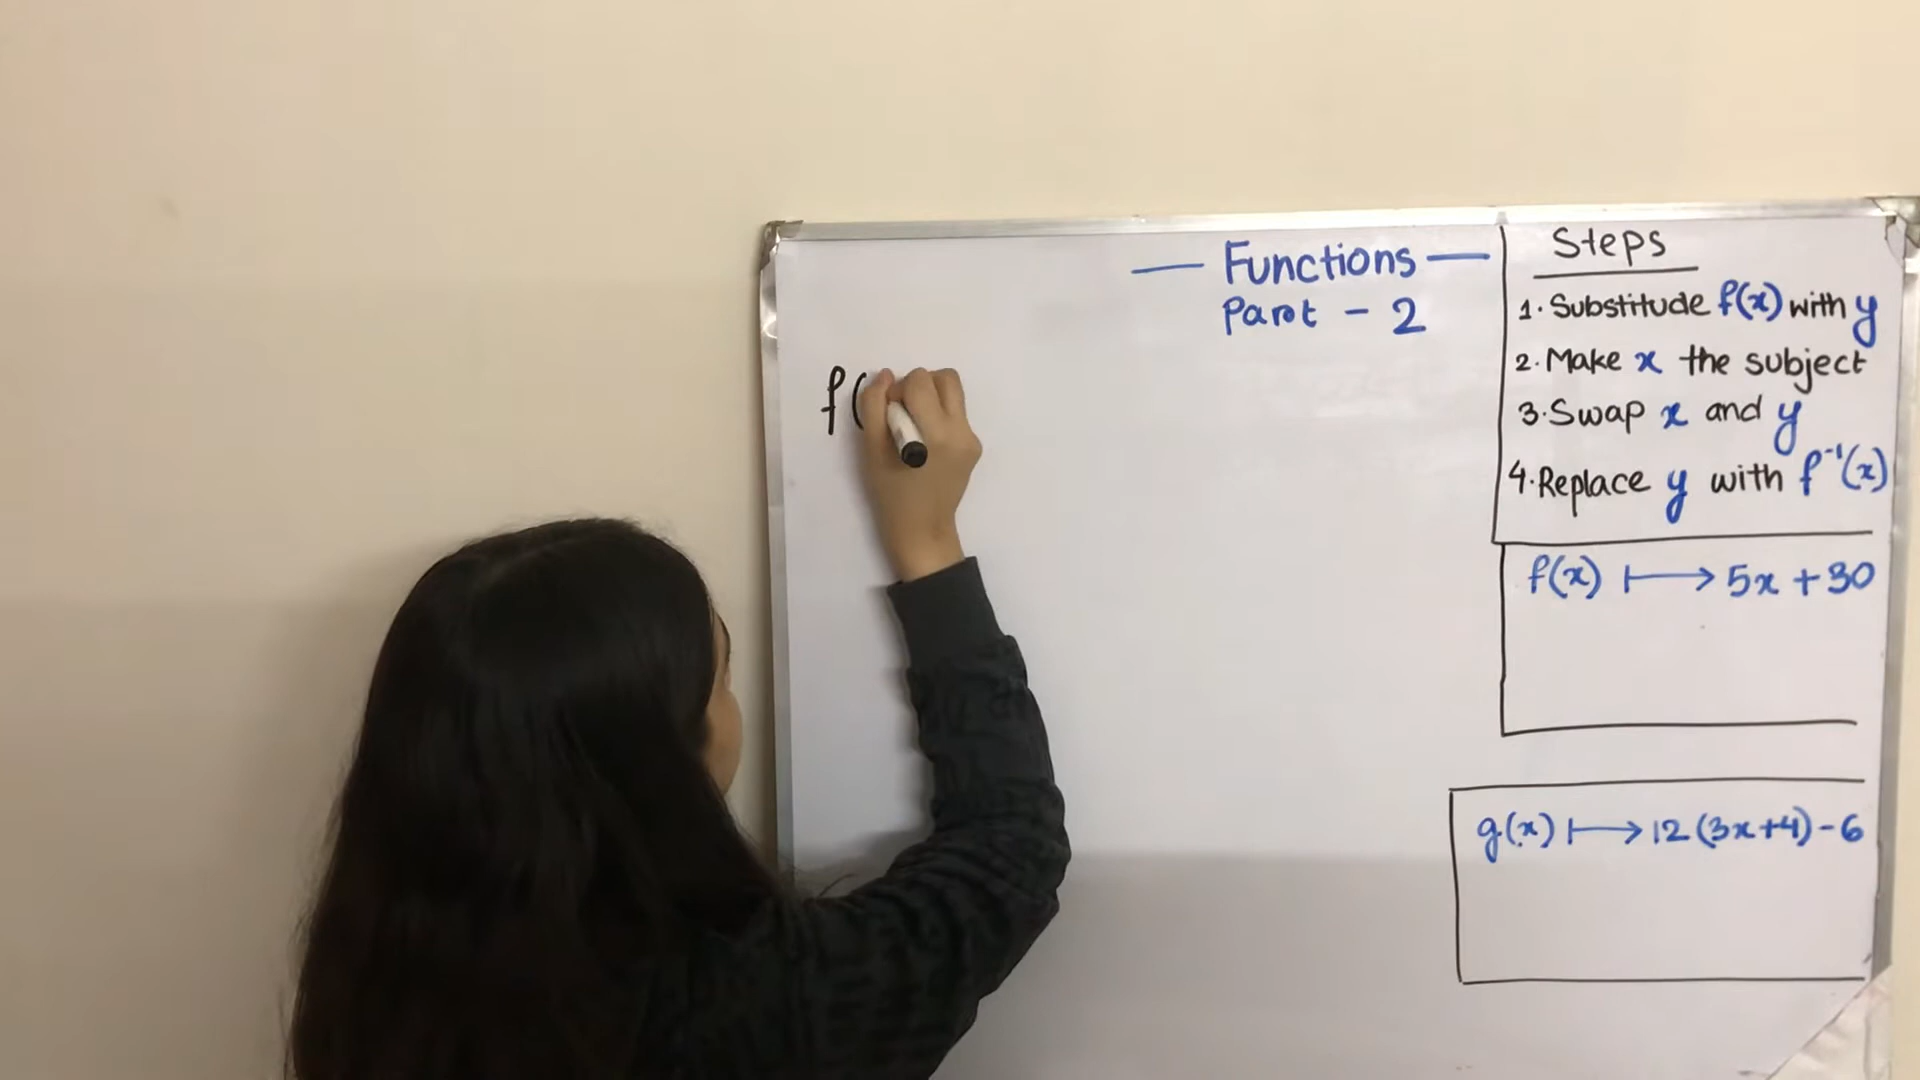 — Functions —
Part - 2
f(
Steps
1. Substitude f(x) with y
2. Make x the subject
3. Swap x and y
4. Replace y with f⁻¹(x)
f(x) ⟼ 5x + 30
g(x) ⟼ 12(3x+4) - 6